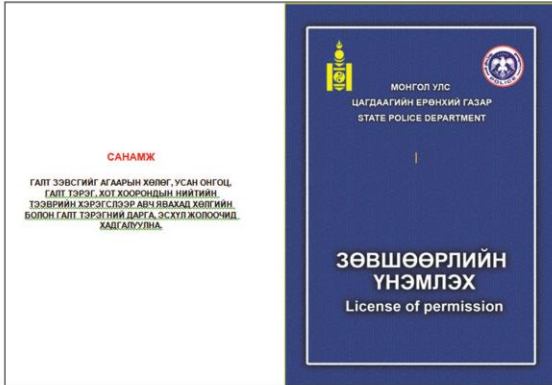 САНАМЖ
ГАЛТ ЗЭВСГИЙГ АГААРЫН ХӨЛӨГ, УСАН ОНГОЦ,
ГАЛТ ТЭРЭГ, ХОТ ХООРОНДЫН НИЙТИЙН
ТЭЭВРИЙН ХЭРЭГСЛЭЭР АВЧ ЯВАХАД ХӨЛГИЙН
БОЛОН ГАЛТ ТЭРЭГНИЙ ДАРГА, ЭСХҮЛ ЖОЛООЧИД
ХАДГАЛУУЛНА.
МОНГОЛ УЛС
ЦАГДААГИЙН ЕРӨНХИЙ ГАЗАР
STATE POLICE DEPARTMENT
ЗӨВШӨӨРЛИЙН
ҮНЭМЛЭХ
License of permission
POLICE